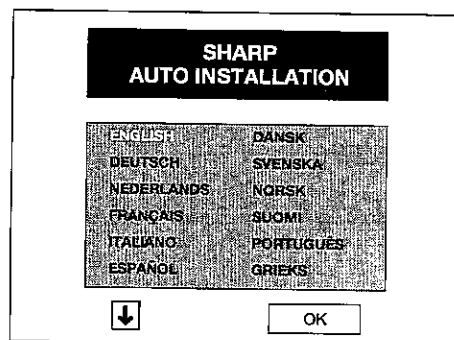 SHARP
AUTO INSTALLATION
ENGLISH DANSK
DEUTSCH SVENSKA
NEDERLANDS NORSK
FRANÇAIS SUOMI
ITALIANO PORTUGUES
ESPAÑOL GRIEKS
OK